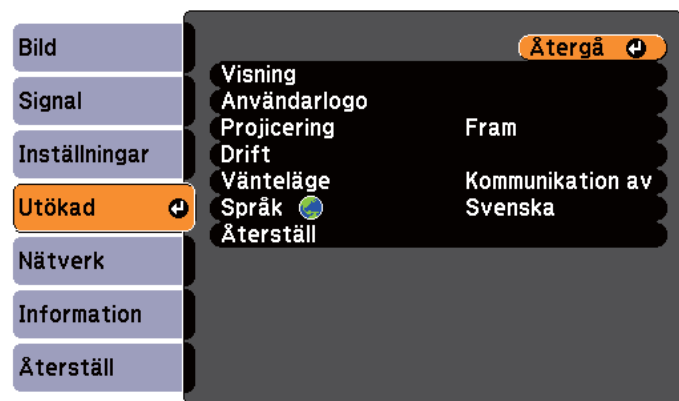 Bild
Signal
Inställningar
Utökad
Nätverk
Information
Återställ
Återgå
Visning
Användarlogo
Projicering Fram
Drift
Vänteläge Kommunikation av
Språk Svenska
Återställ